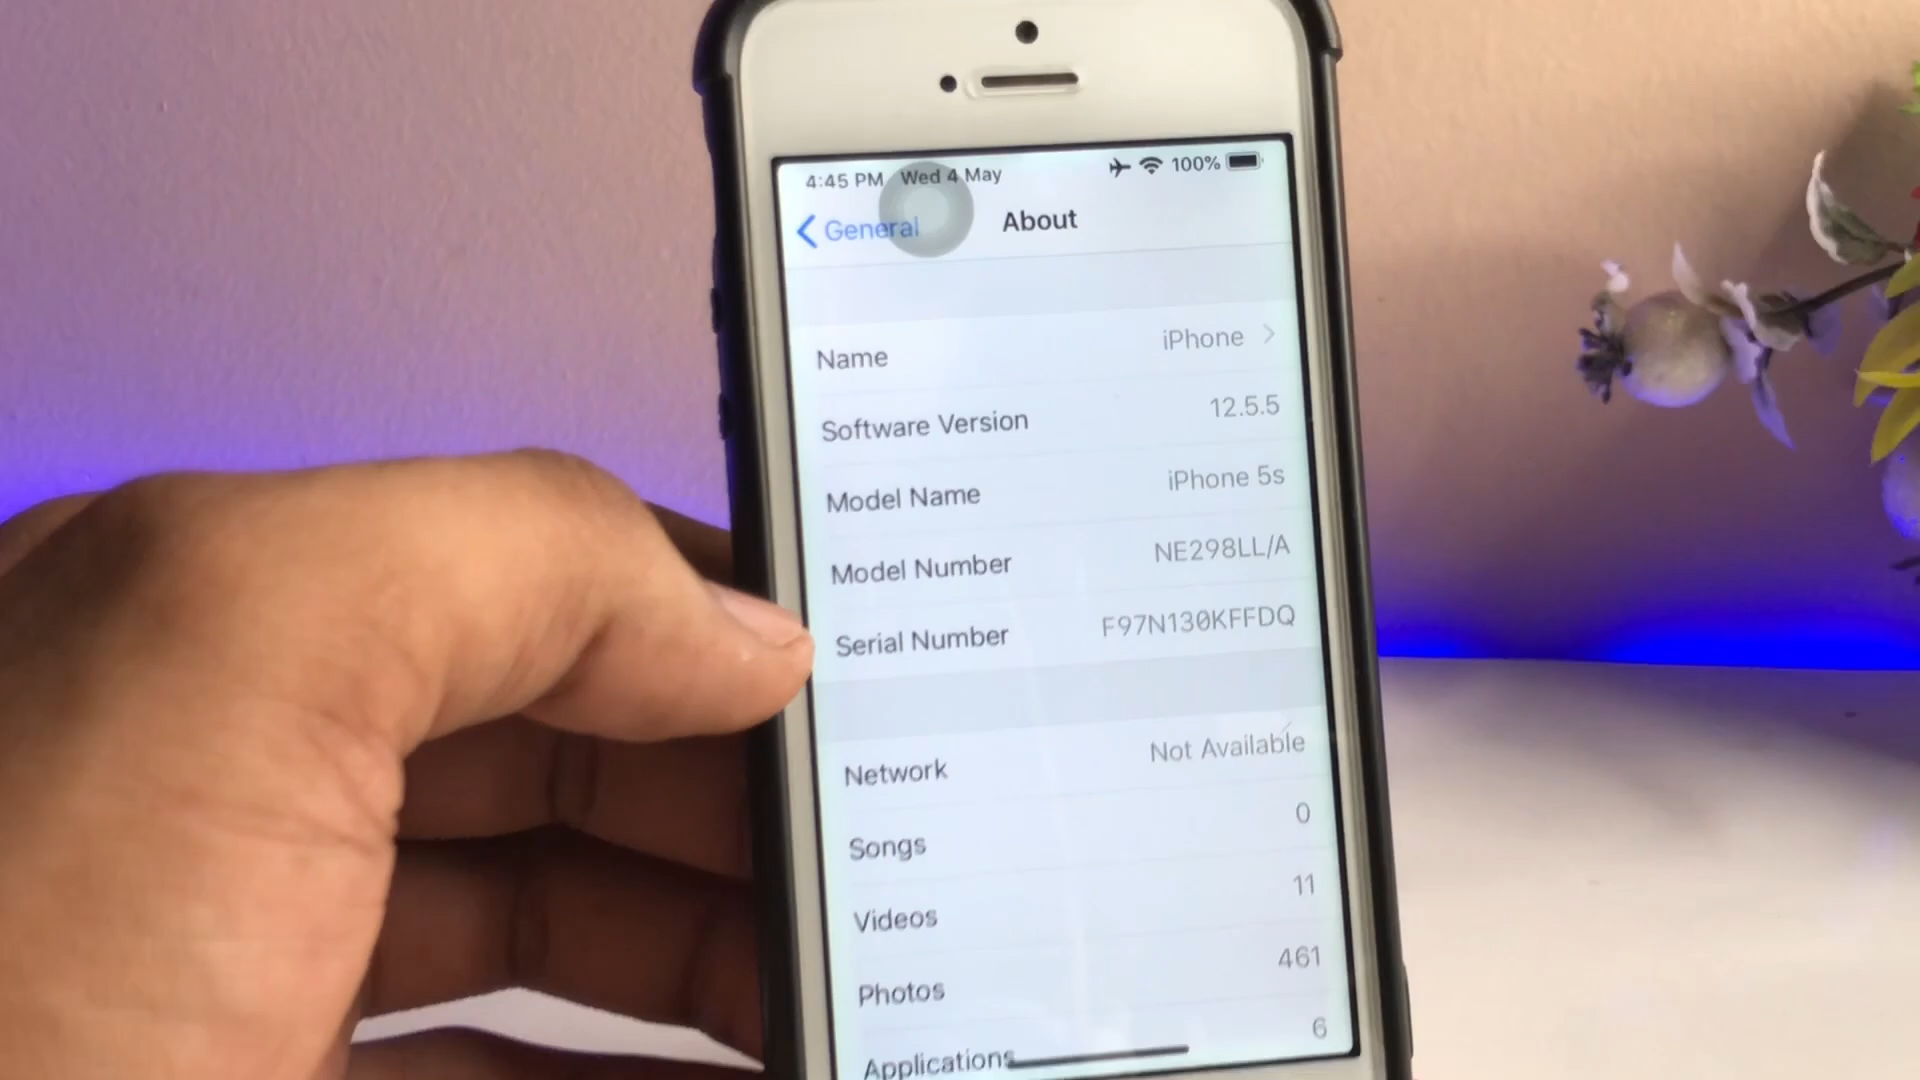 4:45 PM Wed 4 May 100%
General About
Name iPhone
Software Version 12.5.5
Model Name iPhone 5s
Model Number NE298LL/A
Serial Number F97N130KFFDQ
Network Not Available
Songs 0
Videos 11
Photos 461
Applications 6